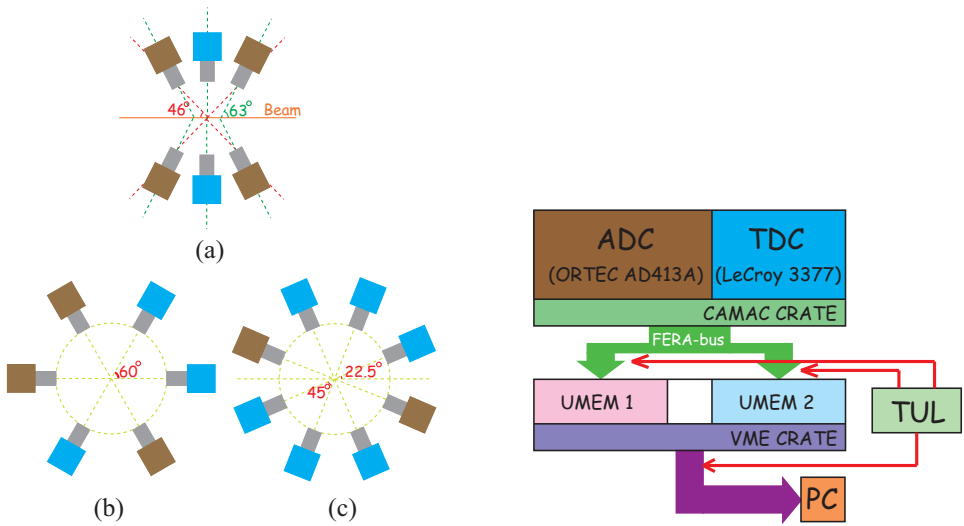 46°
63°
Beam
(a)
60°
(b)
22.5°
45°
(c)
ADC
(ORTEC AD413A)
TDC
(LeCroy 3377)
CAMAC CRATE
FERA-bus
UMEM 1
UMEM 2
TUL
VME CRATE
PC